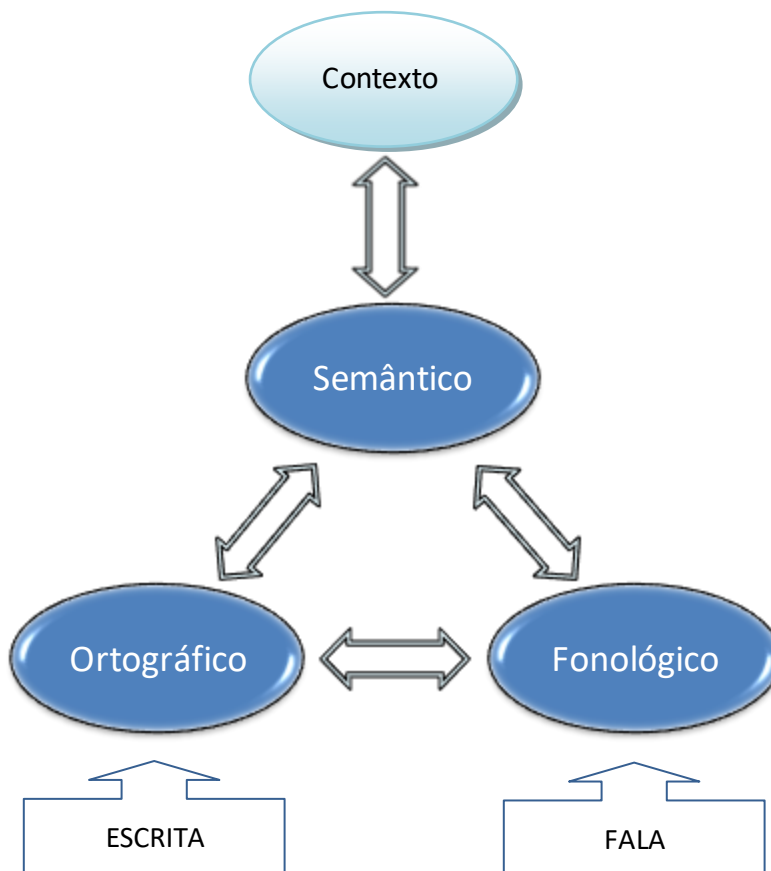 Contexto
Semântico
Ortográfico
Fonológico
ESCRITA
FALA